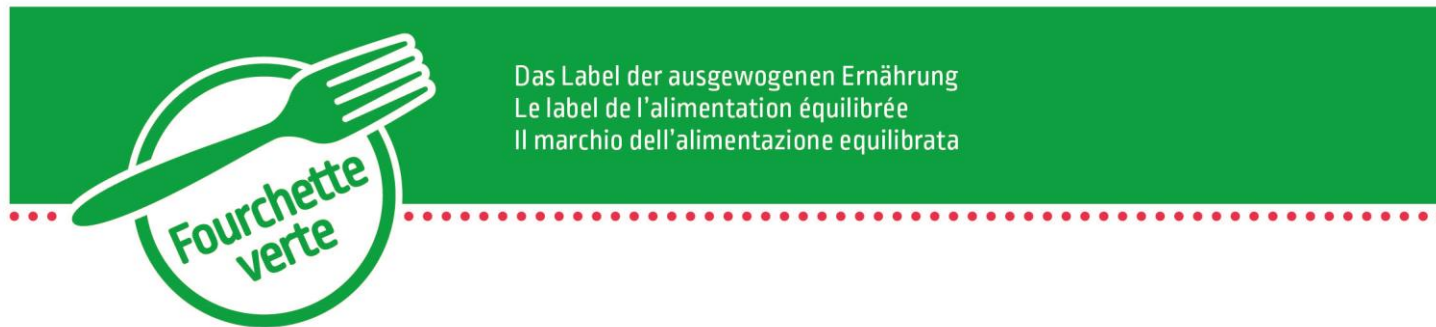 Das Label der ausgewogenen Ernährung
Le label de l'alimentation équilibrée
Il marchio dell'alimentazione equilibrata
Fourchette
verte